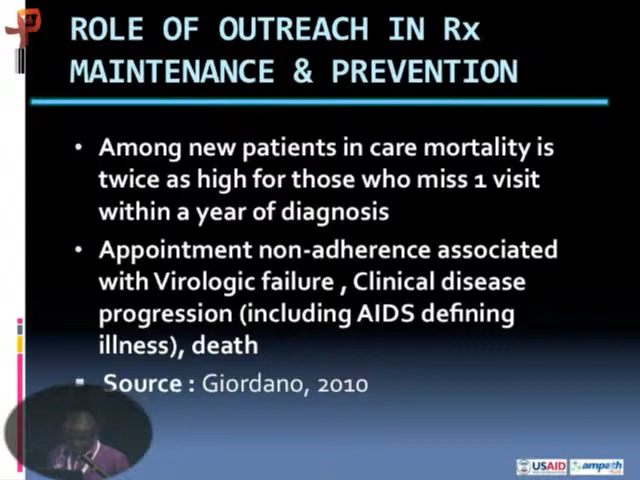 ROLE OF OUTREACH IN Rx
MAINTENANCE & PREVENTION
• Among new patients in care mortality is
twice as high for those who miss 1 visit
within a year of diagnosis
• Appointment non-adherence associated
with Virologic failure , Clinical disease
progression (including AIDS defining
illness), death
▪ Source : Giordano, 2010
USAID
ampath